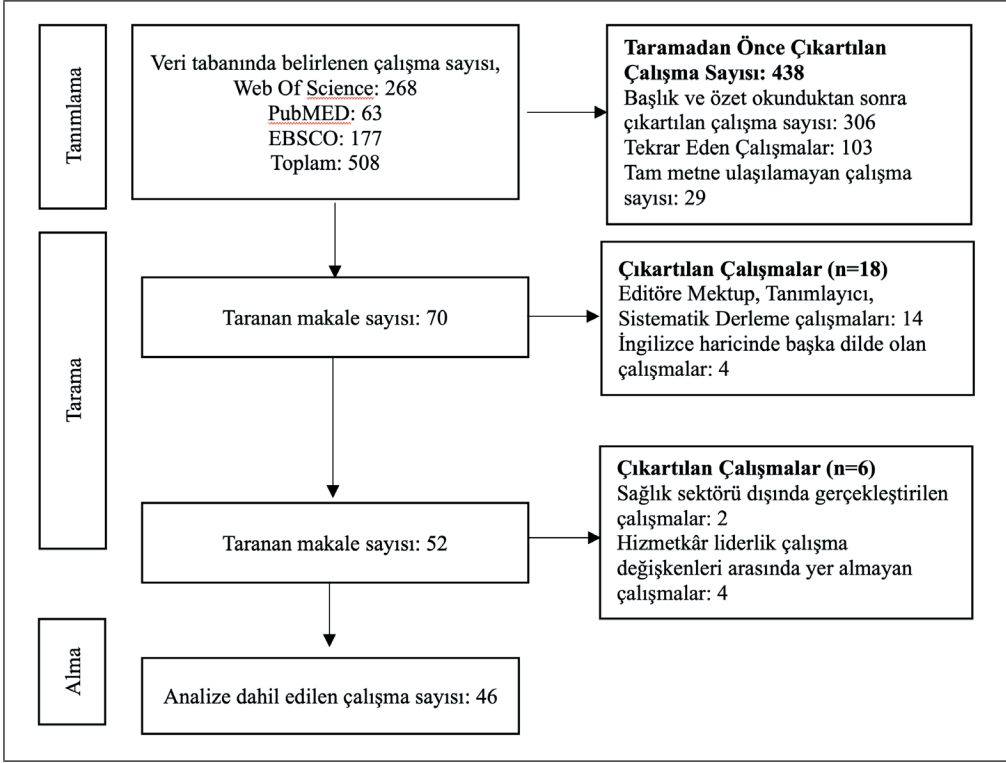 Tanımlama
Veri tabanında belirlenen çalışma sayısı,
Web Of Science: 268
PubMED: 63
EBSCO: 177
Toplam: 508
Taramadan Önce Çıkartılan
Çalışma Sayısı: 438
Başlık ve özet okunduktan sonra
çıkartılan çalışma sayısı: 306
Tekrar Eden Çalışmalar: 103
Tam metne ulaşılamayan çalışma
sayısı: 29
Tarama
Taranan makale sayısı: 70
Çıkartılan Çalışmalar (n=18)
Editöre Mektup, Tanımlayıcı,
Sistematik Derleme çalışmaları: 14
İngilizce haricinde başka dilde olan
çalışmalar: 4
Taranan makale sayısı: 52
Çıkartılan Çalışmalar (n=6)
Sağlık sektörü dışında gerçekleştirilen
çalışmalar: 2
Hizmetkâr liderlik çalışma
değişkenleri arasında yer almayan
çalışmalar: 4
Alma
Analize dahil edilen çalışma sayısı: 46